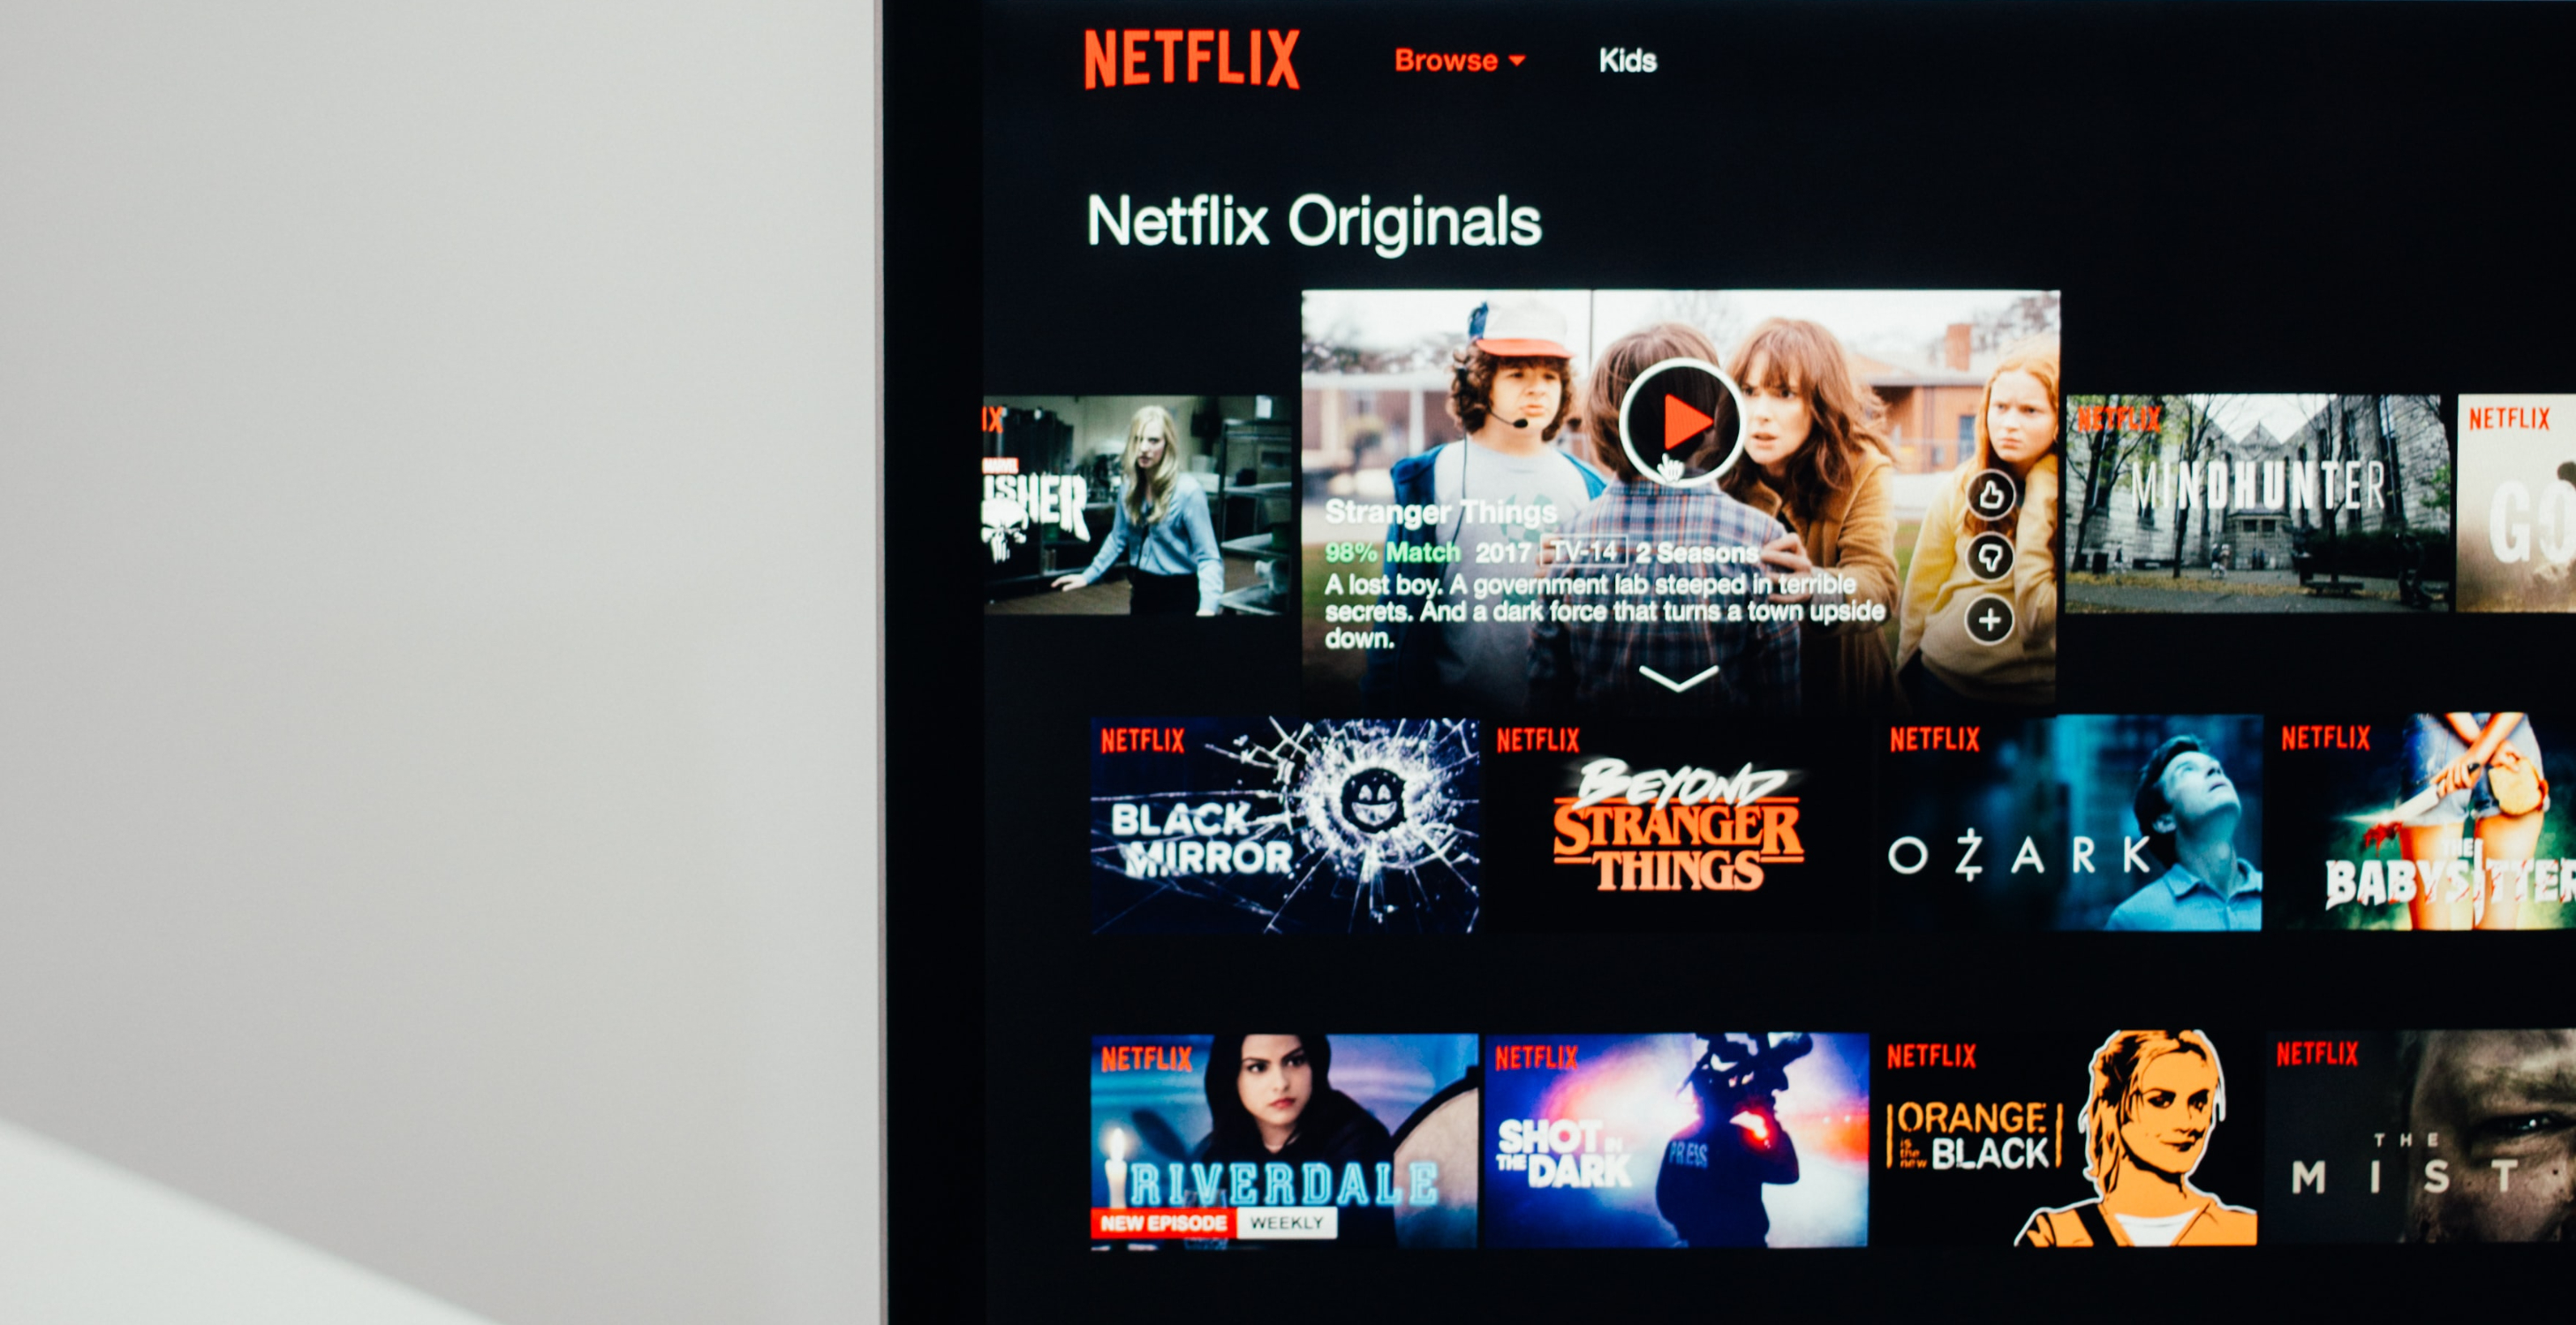 NETFLIX
Browse
Kids
Netflix Originals
MARVEL
ISHER
Stranger Things
98% Match 2017 TV-14 2 Seasons
A lost boy. A government lab steeped in terrible
secrets. And a dark force that turns a town upside
down.
NETFLIX
MINDHUNTER
NETFLIX
GO
NETFLIX
BLACK
MIRROR
NETFLIX
BEYOND
STRANGER
THINGS
NETFLIX
OZARK
NETFLIX
THE
BABYSITTER
NETFLIX
RIVERDALE
NEW EPISODE WEEKLY
NETFLIX
SHOT IN
THE DARK
PRESS
NETFLIX
ORANGE
is the new BLACK
NETFLIX
THE
MIST